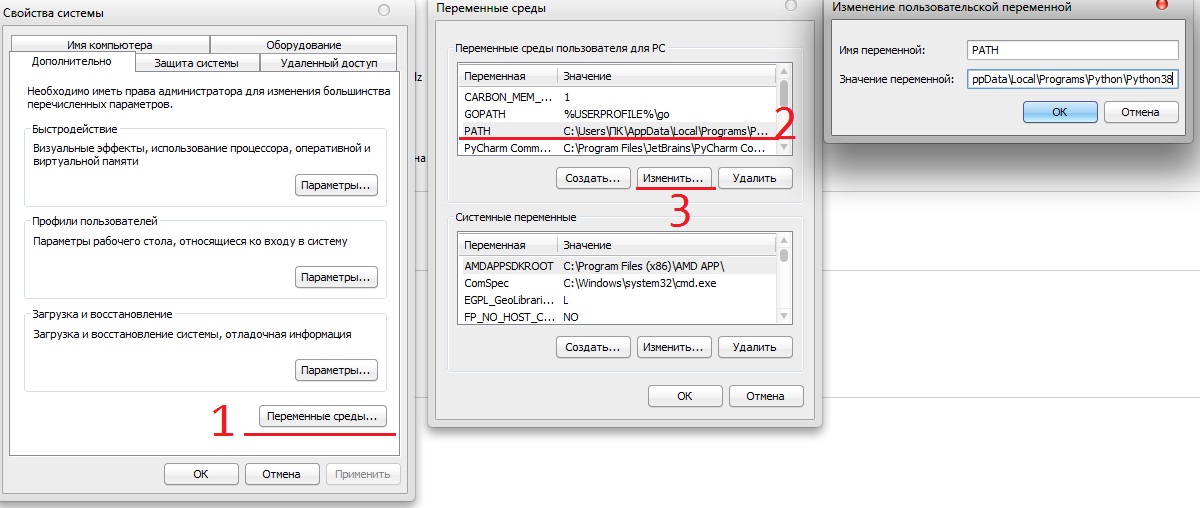 Свойства системы
Имя компьютера
Оборудование
Дополнительно
Защита системы
Удаленный доступ
Необходимо иметь права администратора для изменения большинства
перечисленных параметров.
Быстродействие
Визуальные эффекты, использование процессора, оперативной и
виртуальной памяти
Параметры...
Профили пользователей
Параметры рабочего стола, относящиеся ко входу в систему
Параметры...
Загрузка и восстановление
Загрузка и восстановление системы, отладочная информация
Параметры...
1
Переменные среды...
ОК
Отмена
Применить
Переменные среды
Переменные среды пользователя для PC
Переменная Значение
CARBON_MEM_... 1
GOPATH %USERPROFILE%\go
PATH C:\Users\ПК\AppData\Local\Programs\P...
PyCharm Comm... C:\Program Files\JetBrains\PyCharm Co...
2
Создать...
Изменить...
Удалить
3
Системные переменные
Переменная Значение
AMDAPPSDKROOT C:\Program Files (x86)\AMD APP\
ComSpec C:\Windows\system32\cmd.exe
EGPL_GeoLibrari... L
FP_NO_HOST_C... NO
Создать...
Изменить...
Удалить
ОК
Отмена
Изменение пользовательской переменной
Имя переменной: PATH
Значение переменной: ppData\Local\Programs\Python\Python38
ОК
Отмена